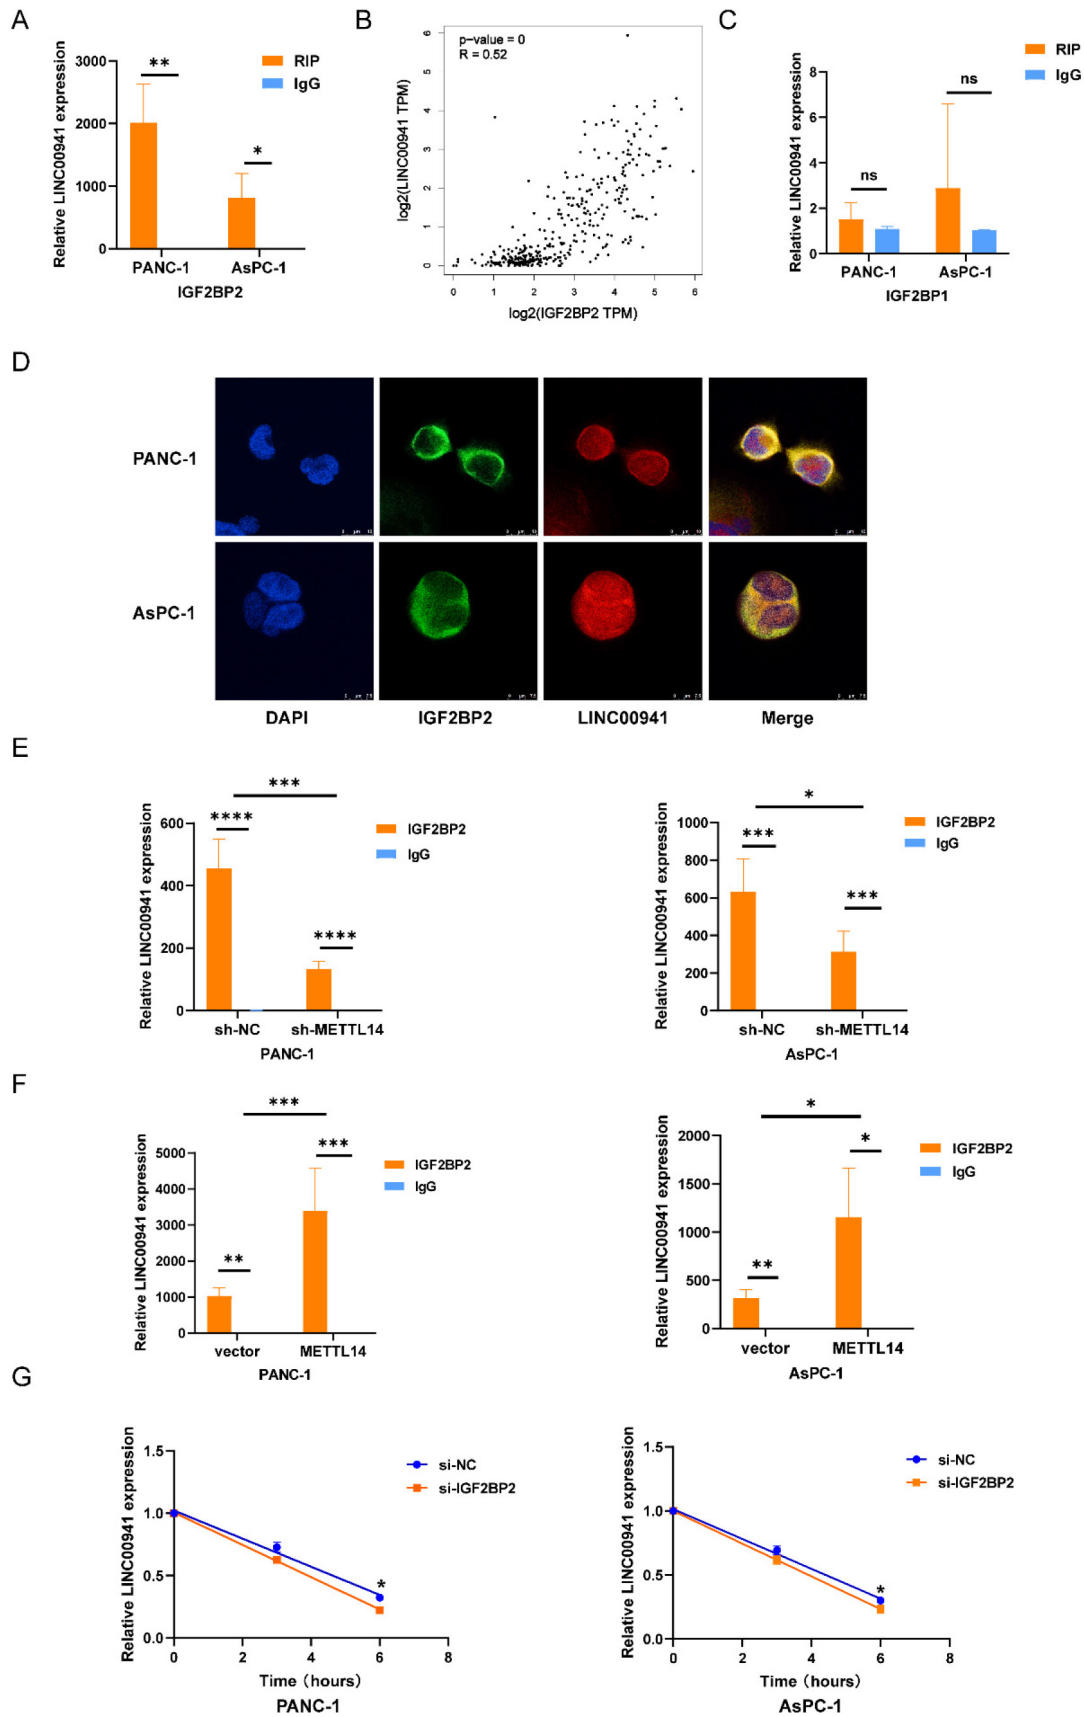 A
Relative LINC00941 expression
3000
2000
1000
0
**
*
RIP
IgG
PANC-1 AsPC-1
IGF2BP2
B
p-value = 0
R = 0.52
log2(LINC00941 TPM)
6
5
4
3
2
1
0
0 1 2 3 4 5 6
log2(IGF2BP2 TPM)
C
Relative LINC00941 expression
8
6
4
2
0
ns
ns
RIP
IgG
PANC-1 AsPC-1
IGF2BP1
D
PANC-1
AsPC-1
DAPI IGF2BP2 LINC00941 Merge
E
Relative LINC00941 expression
600
400
200
0
***
****
****
IGF2BP2
IgG
sh-NC sh-METTL14
PANC-1
Relative LINC00941 expression
1000
800
600
400
200
0
*
***
***
IGF2BP2
IgG
sh-NC sh-METTL14
AsPC-1
F
Relative LINC00941 expression
5000
4000
3000
2000
1000
0
***
***
**
IGF2BP2
IgG
vector METTL14
PANC-1
Relative LINC00941 expression
2000
1500
1000
500
0
*
*
**
IGF2BP2
IgG
vector METTL14
AsPC-1
G
Relative LINC00941 expression
1.5
1.0
0.5
0.0
*
si-NC
si-IGF2BP2
0 2 4 6 8
Time (hours)
PANC-1
Relative LINC00941 expression
1.5
1.0
0.5
0.0
*
si-NC
si-IGF2BP2
0 2 4 6 8
Time (hours)
AsPC-1